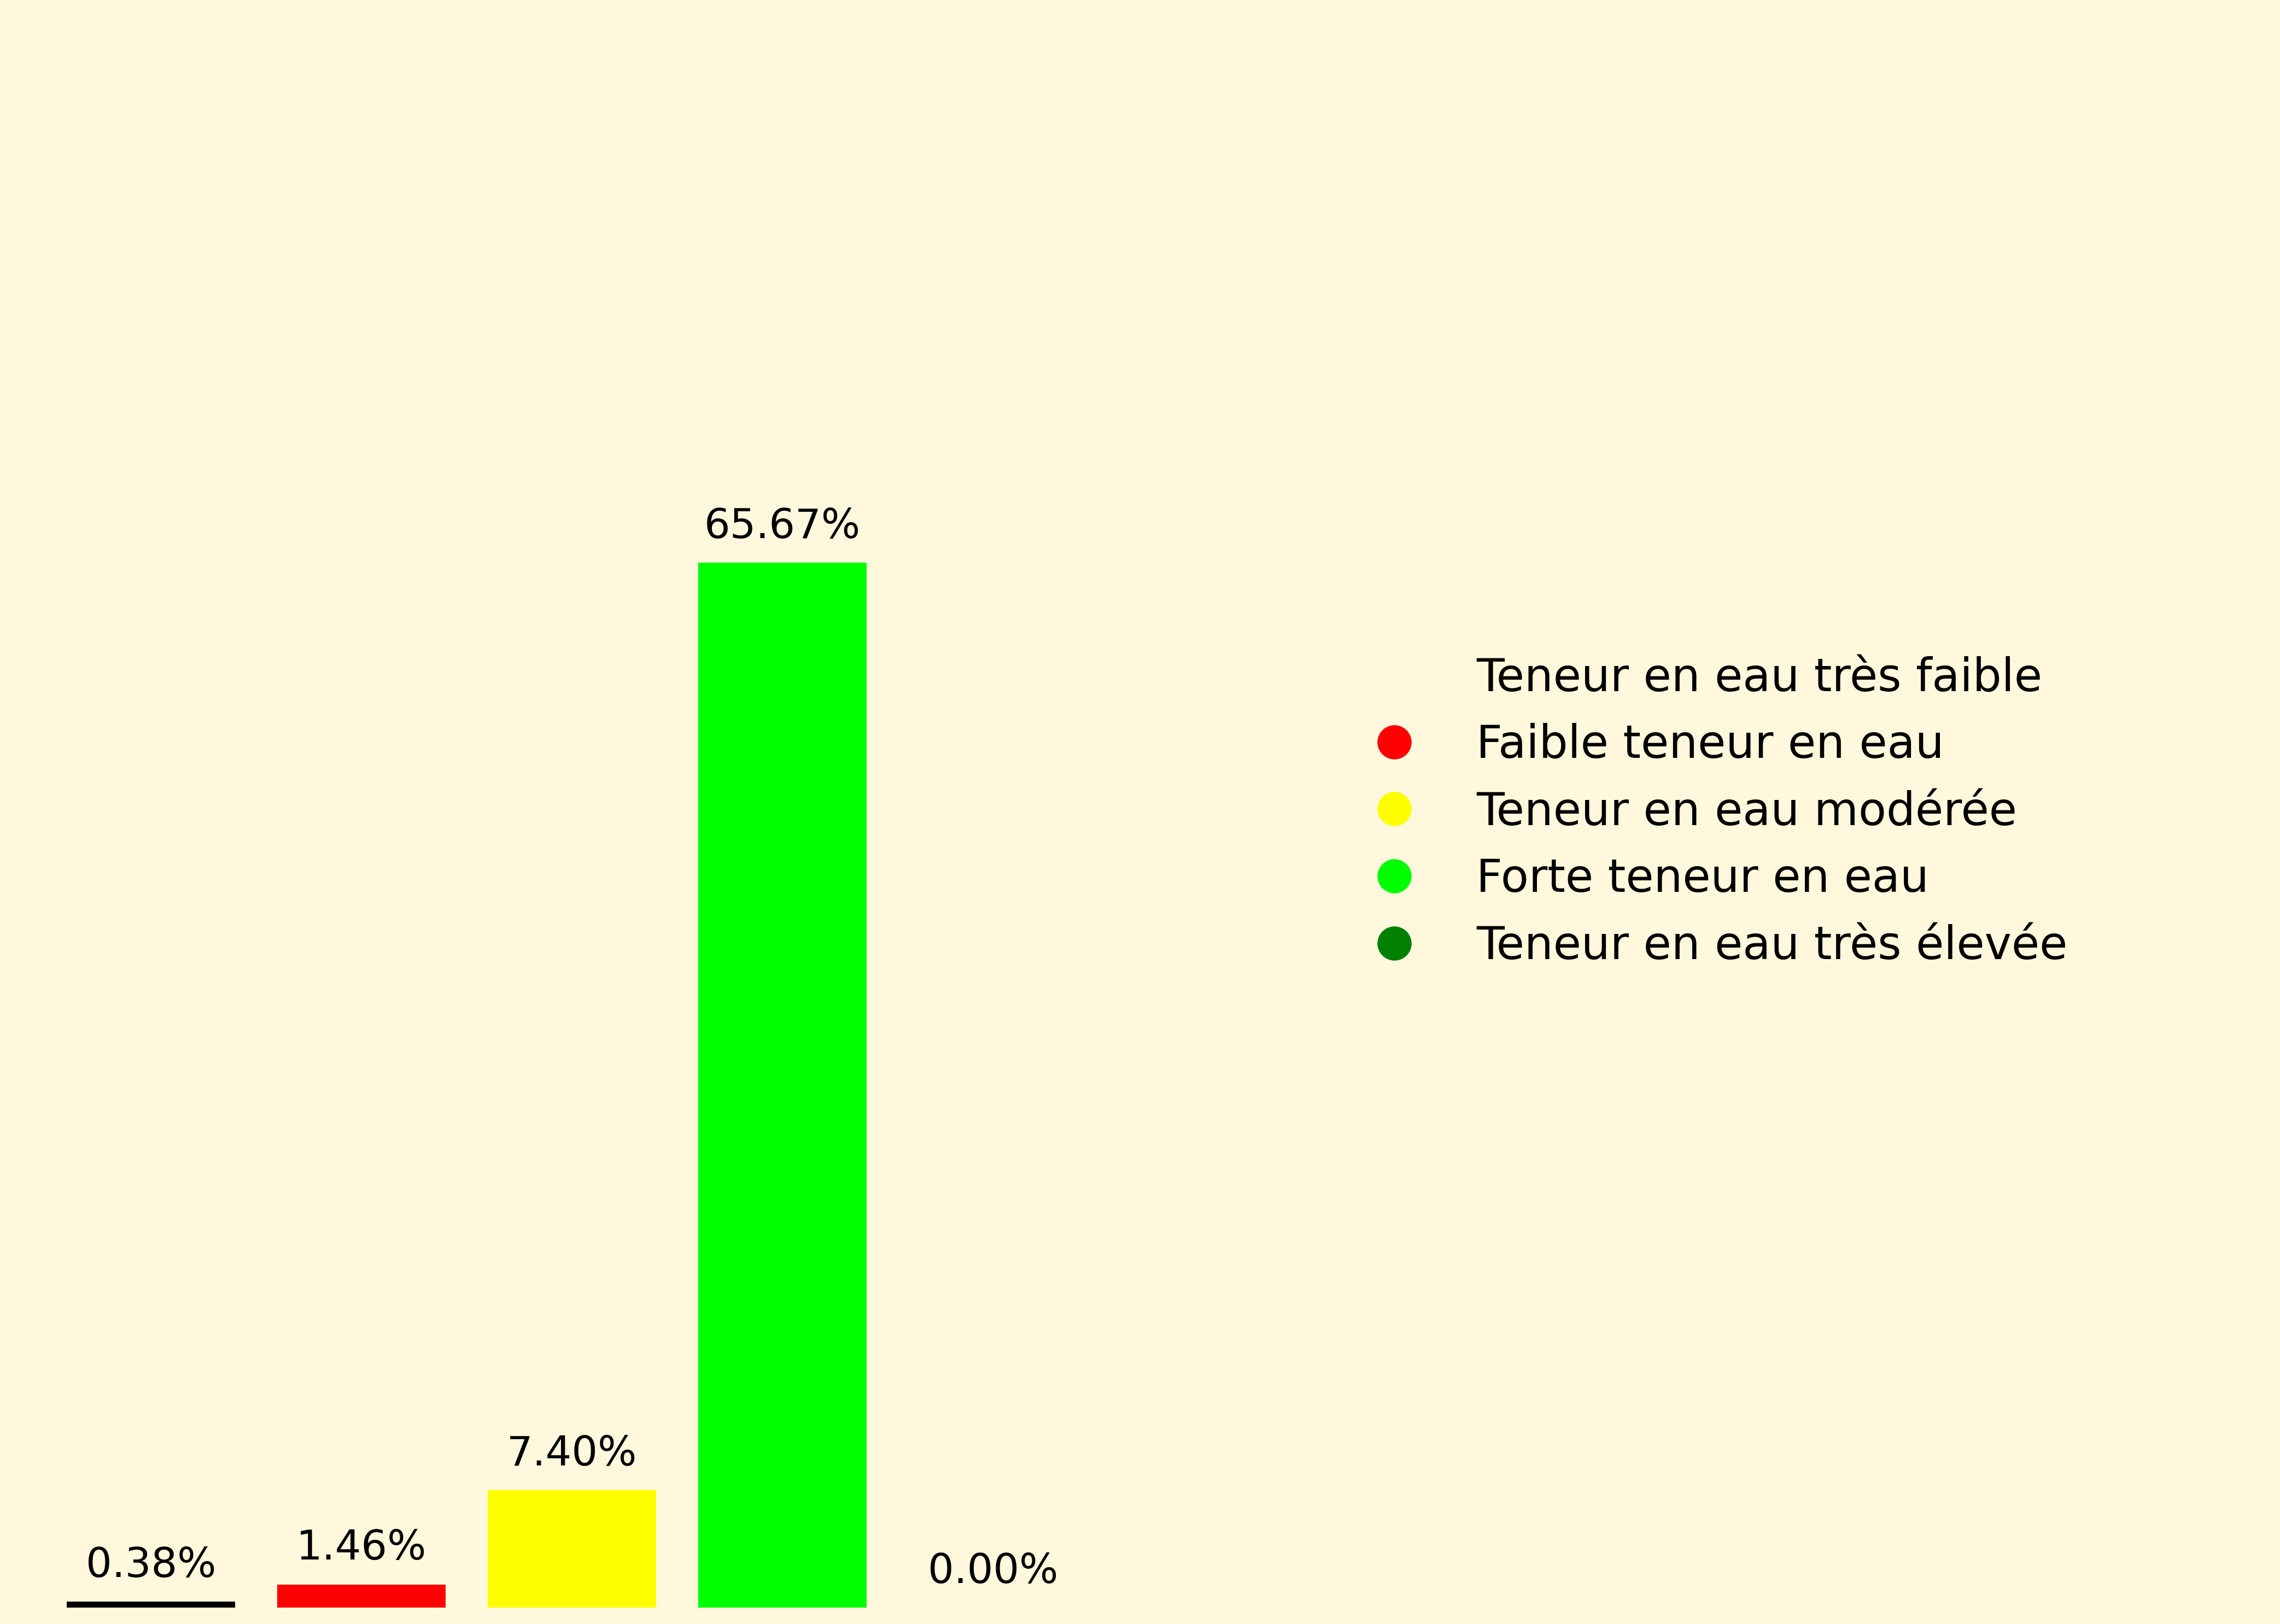 65.67%
Teneur en eau très faible
Faible teneur en eau
Teneur en eau modérée
Forte teneur en eau
Teneur en eau très élevée
7.40%
1.46%
0.38%
0.00%